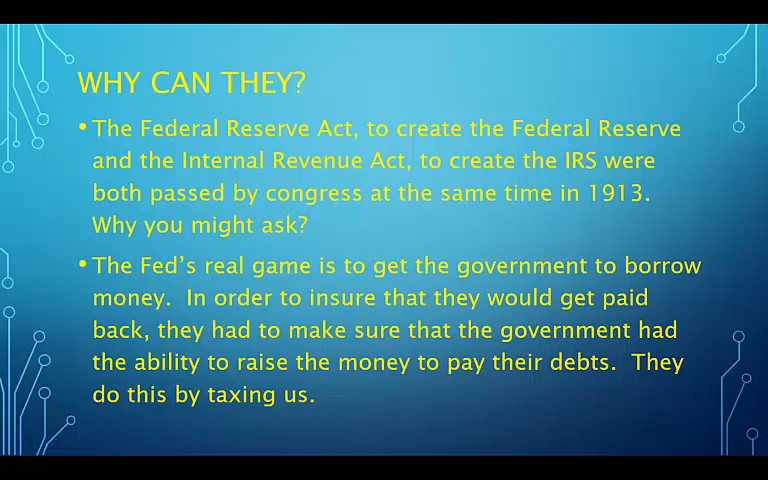 WHY CAN THEY?
• The Federal Reserve Act, to create the Federal Reserve
and the Internal Revenue Act, to create the IRS were
both passed by congress at the same time in 1913.
Why you might ask?
• The Fed's real game is to get the government to borrow
money.  In order to insure that they would get paid
back, they had to make sure that the government had
the ability to raise the money to pay their debts.  They
do this by taxing us.